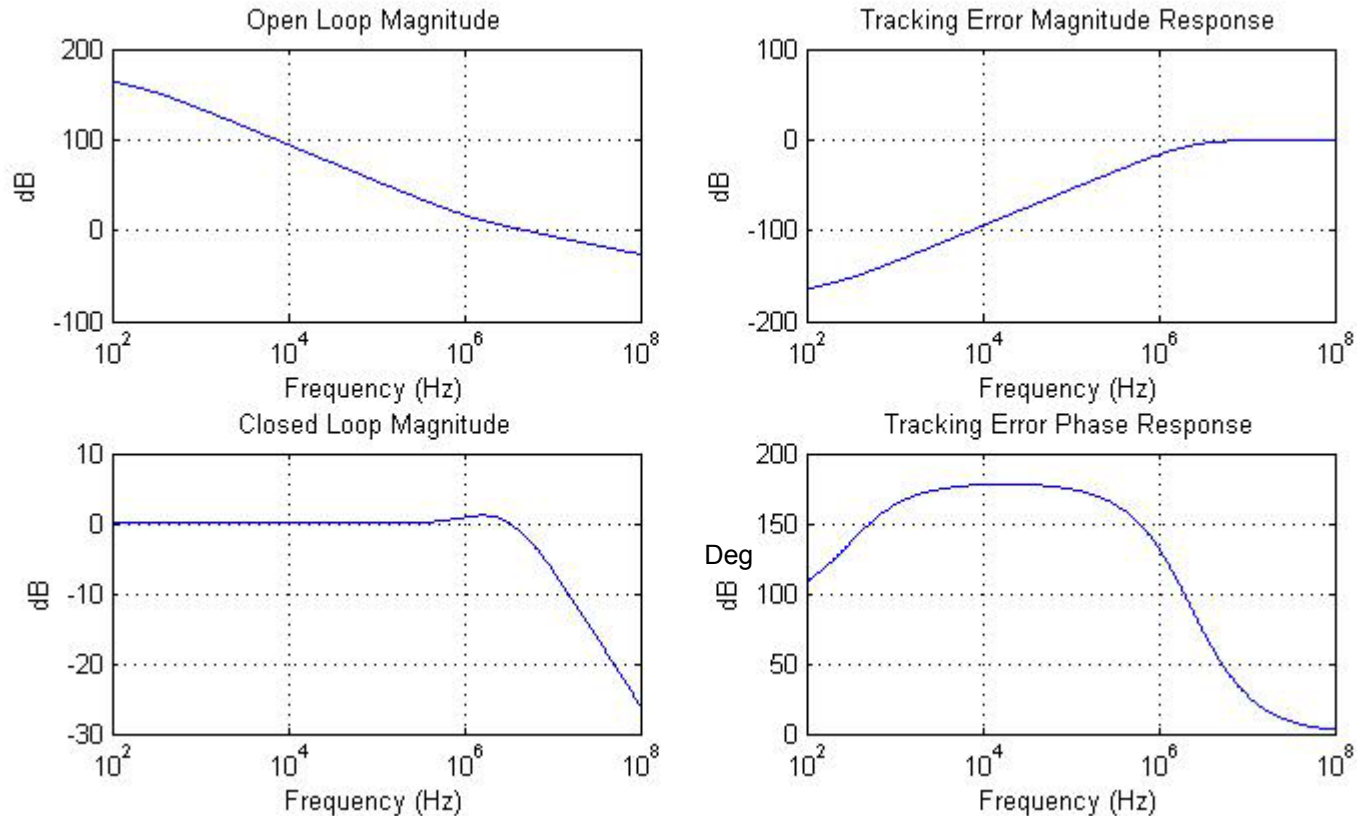 Open Loop Magnitude
200
100
0
-100
dB
10^2
10^4
10^6
10^8
Frequency (Hz)
Tracking Error Magnitude Response
100
0
-100
-200
dB
10^2
10^4
10^6
10^8
Frequency (Hz)
Closed Loop Magnitude
10
0
-10
-20
-30
dB
10^2
10^4
10^6
10^8
Frequency (Hz)
Tracking Error Phase Response
200
150
Deg
dB
100
50
0
10^2
10^4
10^6
10^8
Frequency (Hz)